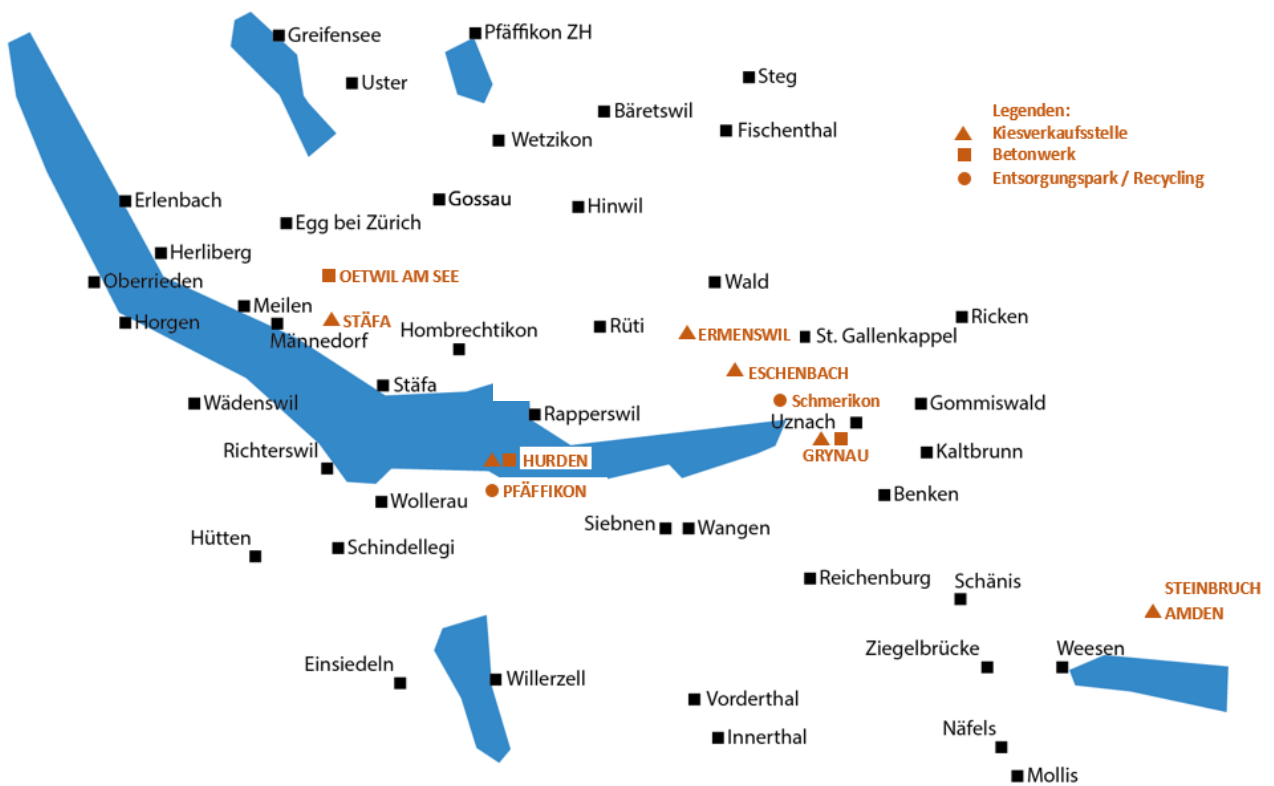 Greifensee
Pfäffikon ZH
Uster
Steg
Bäretswil
Legenden:
Wetzikon
Fischenthal
Kiesverkaufsstelle
Betonwerk
Entsorgungspark / Recycling
Erlenbach
Gossau
Hinwil
Egg bei Zürich
Herliberg
OETWIL AM SEE
Oberrieden
Wald
Meilen
Horgen
STÄFA
Männedorf
Hombrechtikon
Rüti
ERMENSWIL
St. Gallenkappel
Ricken
ESCHENBACH
Stäfa
Wädenswil
Rapperswil
Schmerikon
Gommiswald
Uznach
Richterswil
HURDEN
GRYNAU
Kaltbrunn
PFÄFFIKON
Wollerau
Benken
Siebnen
Wangen
Hütten
Schindellegi
Reichenburg
Schänis
STEINBRUCH
AMDEN
Ziegelbrücke
Weesen
Einsiedeln
Willerzell
Vorderthal
Innerthal
Näfels
Mollis